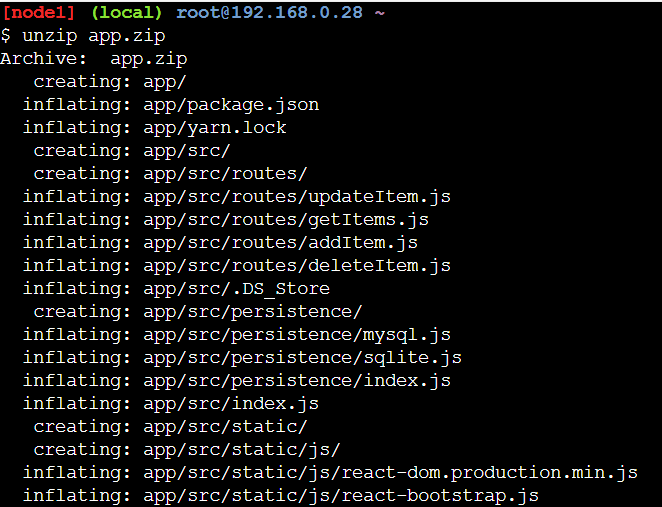 [node1] (local) root@192.168.0.28 ~
$ unzip app.zip
Archive:  app.zip
   creating: app/
  inflating: app/package.json
  inflating: app/yarn.lock
   creating: app/src/
   creating: app/src/routes/
  inflating: app/src/routes/updateItem.js
  inflating: app/src/routes/getItems.js
  inflating: app/src/routes/addItem.js
  inflating: app/src/routes/deleteItem.js
  inflating: app/src/.DS_Store
   creating: app/src/persistence/
  inflating: app/src/persistence/mysql.js
  inflating: app/src/persistence/sqlite.js
  inflating: app/src/persistence/index.js
  inflating: app/src/index.js
   creating: app/src/static/
   creating: app/src/static/js/
  inflating: app/src/static/js/react-dom.production.min.js
  inflating: app/src/static/js/react-bootstrap.js